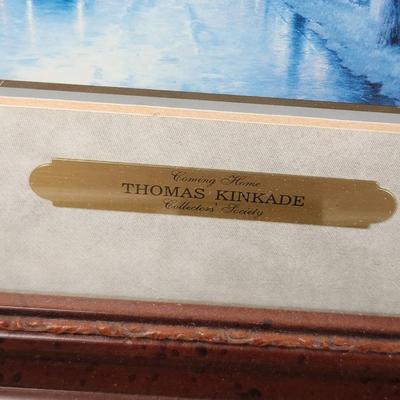 Coming Home
THOMAS KINKADE
Collectors' Society